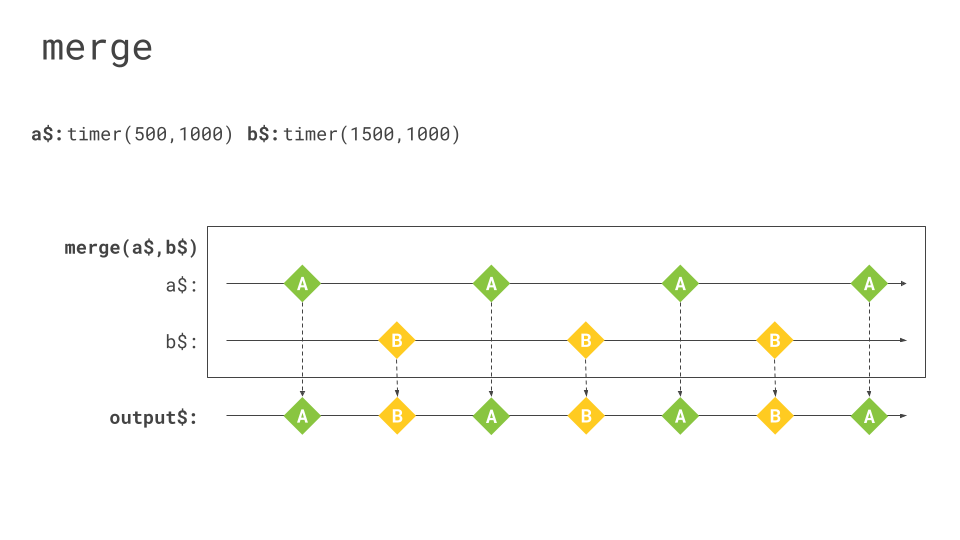 merge
a$: timer(500,1000) b$: timer(1500,1000)
merge(a$,b$)
a$: A A A A
b$: B B B
output$: A B A B A B A